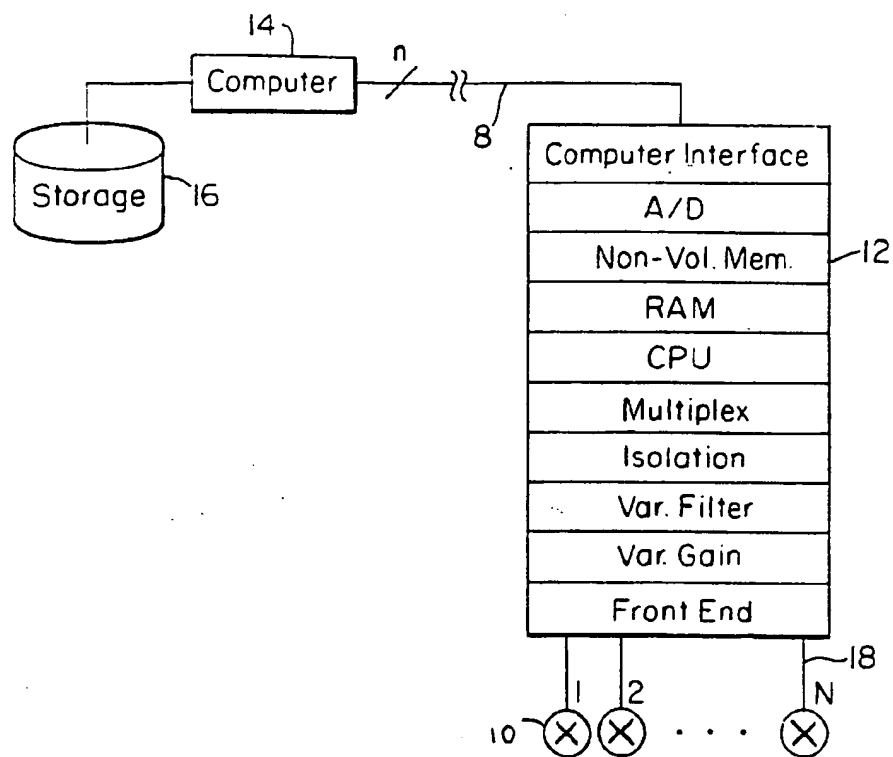 14
n
Computer
8
Storage
16
Computer Interface
A/D
Non-Vol. Mem.
12
RAM
CPU
Multiplex
Isolation
Var. Filter
Var. Gain
Front End
18
1 2 N
10 . . . .